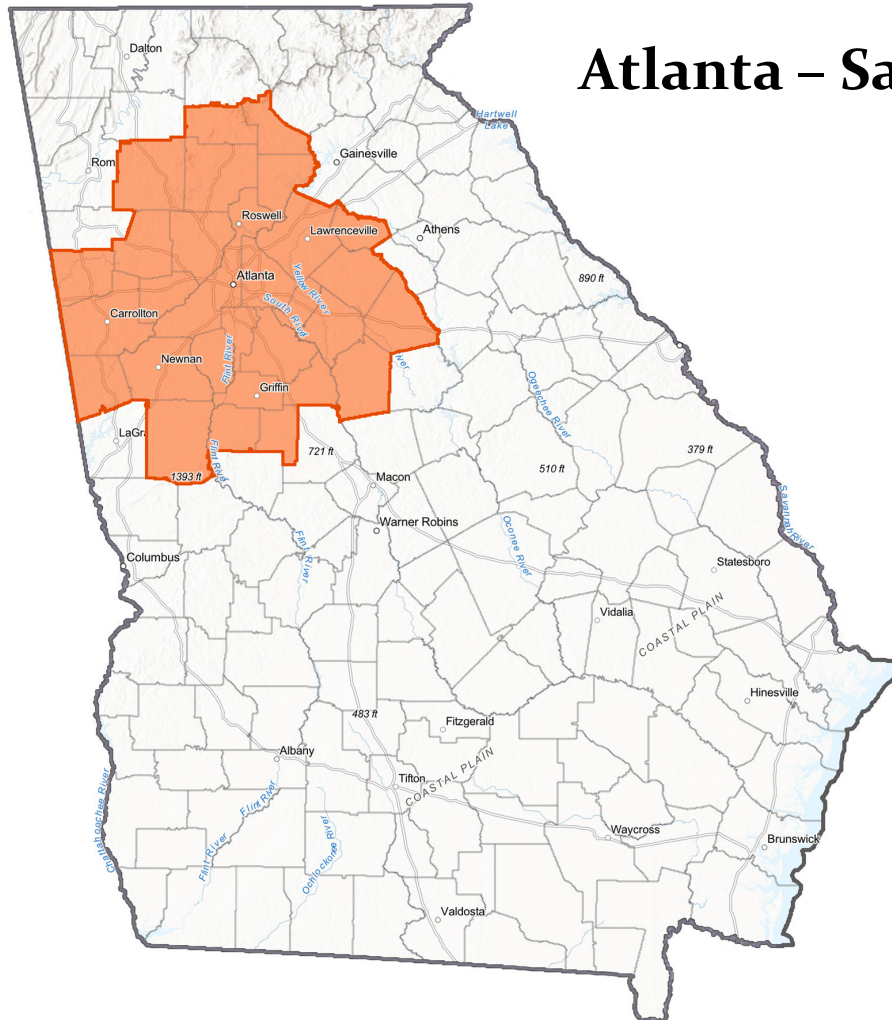 Atlanta – Sa
Dalton
Hartwell
Lake
Rom
Gainesville
Roswell
Lawrenceville
Athens
Atlanta
Yellow River
890 ft
South River
Carrollton
Newnan
Flint River
Griffin
Ogeechee River
LaGra
Flint River
721 ft
1393 ft
510 ft
379 ft
Macon
Warner Robins
Savannah River
Oconee River
Flint River
Columbus
Statesboro
Vidalia
COASTAL PLAIN
Hinesville
483 ft
Fitzgerald
Albany
Tifton
COASTAL PLAIN
Chattahoochee River
Flint River
Flint River
Ochlockonee River
Waycross
Brunswick
Valdosta